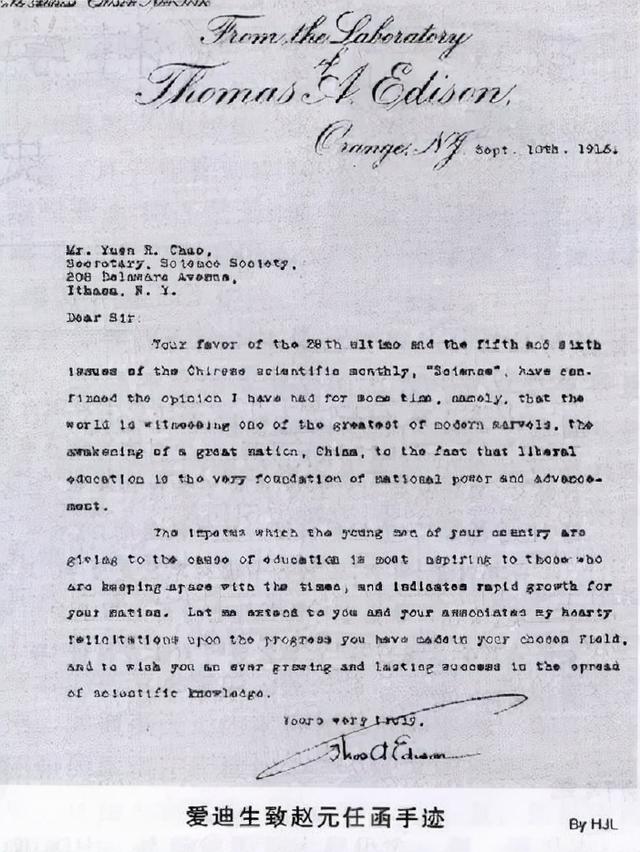 From the Laboratory
of
Thomas A. Edison,
Orange, N.J. Sept. 10th. 1915.
Mr. Yuen R. Chao,
Secretary, Science Society,
208 Delaware Avenue,
Ithaca, N. Y.
Dear Sir:
Your favor of the 28th ultimo and the fifth and sixth
issues of the Chinese scientific monthly, "Science", have con-
firmed the opinion I have had for some time, namely, that the
world is witnessing one of the greatest of modern marvels, the
awakening of a great nation, China, to the fact that liberal
education is the very foundation of national power and advance-
ment.
The impetus which the young men of your country are
giving to the cause of education is most inspiring to those who
are keeping apace with the times, and indicates rapid growth for
your nation. Let me extend to you and your associates my hearty
felicitations upon the progress you have made in your chosen field,
and to wish you an ever growing and lasting success in the spread
of scientific knowledge.
Yours very truly,
Thos A Edison
爱迪生致赵元任函手迹
By HJL